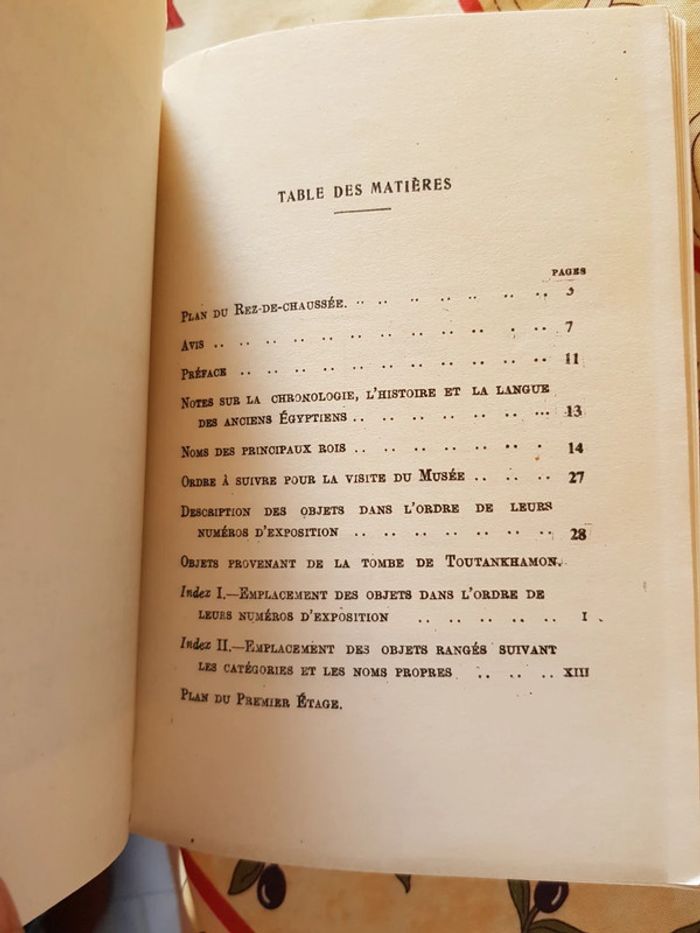 TABLE DES MATIÈRES
PAGES
PLAN DU REZ-DE-CHAUSSÉE. .. .. .. .. .. .. .. 3
AVIS .. .. .. .. .. .. .. .. .. .. . .. 7
PRÉFACE .. .. .. .. .. .. .. .. .. .. .. 11
NOTES SUR LA CHRONOLOGIE, L'HISTOIRE ET LA LANGUE
DES ANCIENS ÉGYPTIENS .. .. .. .. .. .. ... 13
NOMS DES PRINCIPAUX ROIS .. .. .. .. .. .. . 14
ORDRE À SUIVRE POUR LA VISITE DU MUSÉE .. .. .. 27
DESCRIPTION DES OBJETS DANS L'ORDRE DE LEURS
NUMÉROS D'EXPOSITION .. .. .. .. .. .. .. 28
OBJETS PROVENANT DE LA TOMBE DE TOUTANKHAMON.
Index I.—EMPLACEMENT DES OBJETS DANS L'ORDRE DE
LEURS NUMÉROS D'EXPOSITION .. .. .. .. .. I
Index II.—EMPLACEMENT DES OBJETS RANGÉS SUIVANT
LES CATÉGORIES ET LES NOMS PROPRES .. .. .. XIII
PLAN DU PREMIER ÉTAGE.